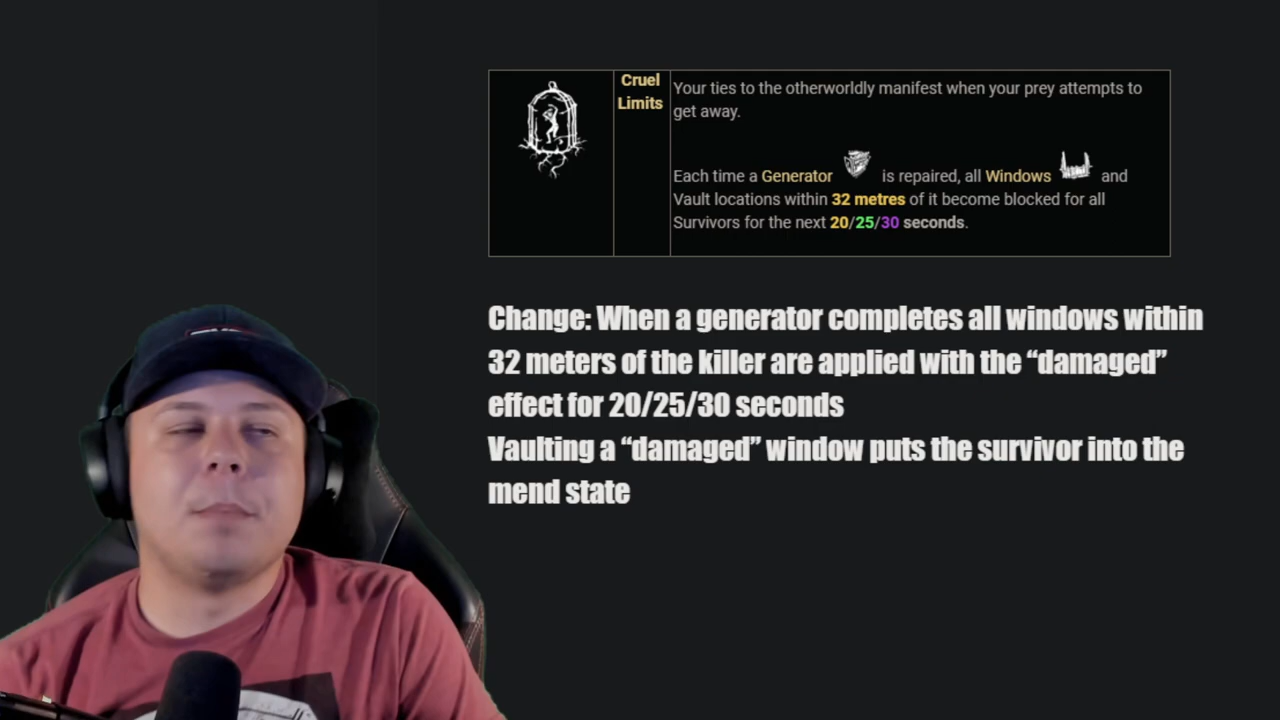 Cruel
Limits
Your ties to the otherworldly manifest when your prey attempts to
get away.
Each time a Generator is repaired, all Windows and
Vault locations within 32 metres of it become blocked for all
Survivors for the next 20/25/30 seconds.
Change: When a generator completes all windows within
32 meters of the killer are applied with the “damaged”
effect for 20/25/30 seconds
Vaulting a “damaged” window puts the survivor into the
mend state